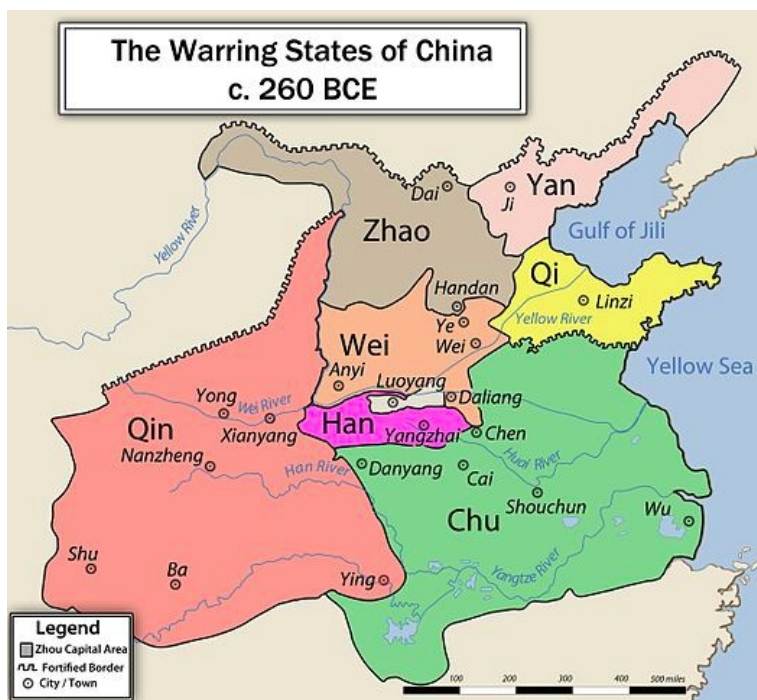 The Warring States of China
c. 260 BCE
Dai
Ji
Yan
Yellow River
Zhao
Gulf of Jili
Qi
Handan
Linzi
Ye
Yellow River
Wei
Wei
Yellow Sea
Anyi
Luoyang
Yong
Wei River
Daliang
Qin
Xianyang
Han
Yangzhai
Chen
Nanzheng
Han River
Danyang
Cai
Huai River
Shouchun
Chu
Wu
Shu
Ba
Ying
Yangtze River
Legend
Zhou Capital Area
Fortified Border
City / Town
100 200 300 400 500 miles